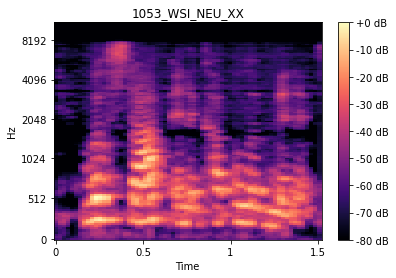 1053_WSI_NEU_XX
Hz
8192
4096
2048
1024
512
0
0
0.5
1
1.5
Time
+0 dB
-10 dB
-20 dB
-30 dB
-40 dB
-50 dB
-60 dB
-70 dB
-80 dB